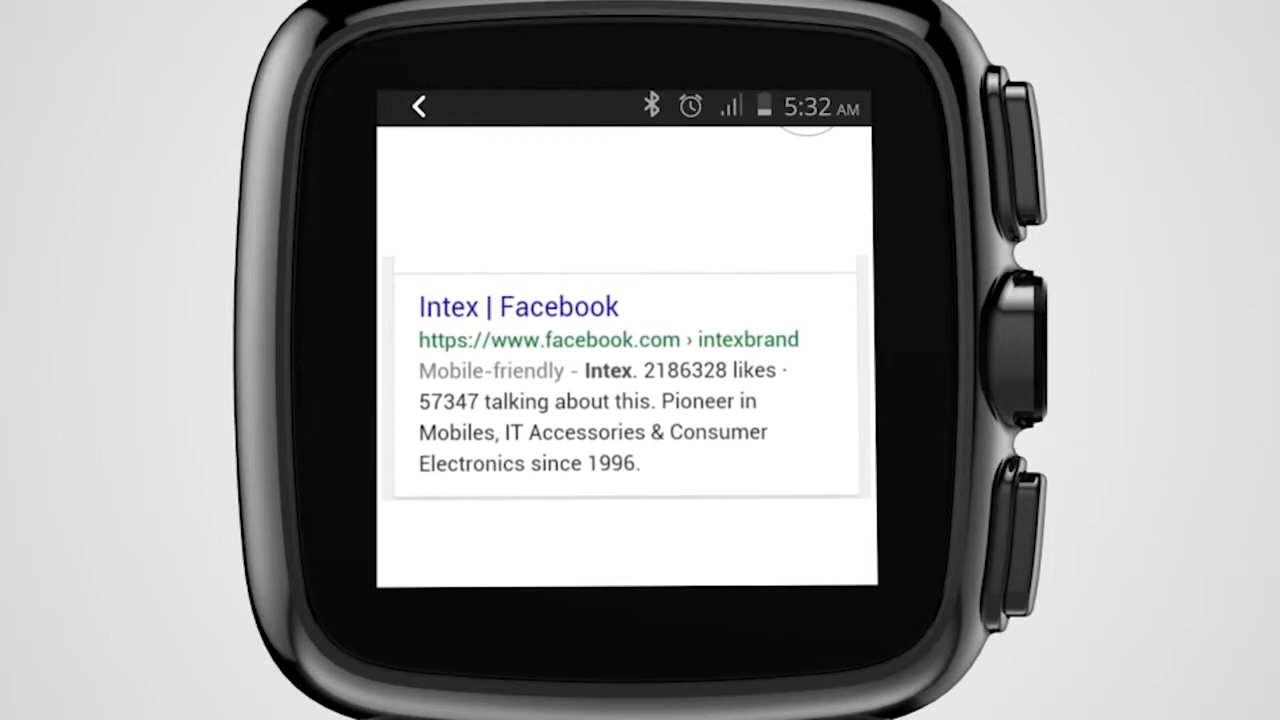 5:32 AM
Intex | Facebook
https://www.facebook.com › intexbrand
Mobile-friendly - Intex. 2186328 likes ·
57347 talking about this. Pioneer in
Mobiles, IT Accessories & Consumer
Electronics since 1996.